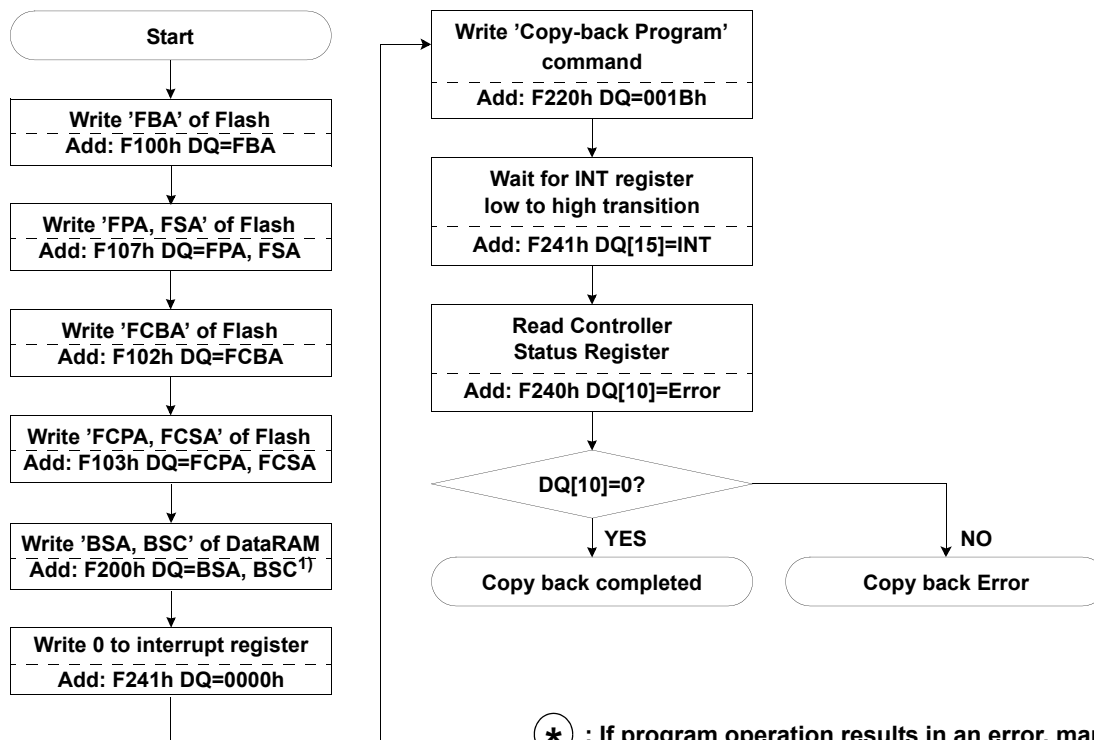 Start
Write ’FBA’ of Flash
Add: F100h DQ=FBA
Write ’FPA, FSA’ of Flash
Add: F107h DQ=FPA, FSA
Write ’FCBA’ of Flash
Add: F102h DQ=FCBA
Write ’FCPA, FCSA’ of Flash
Add: F103h DQ=FCPA, FCSA
Write ’BSA, BSC’ of DataRAM
Add: F200h DQ=BSA, BSC1)
Write 0 to interrupt register
Add: F241h DQ=0000h
Write ’Copy-back Program’
command
Add: F220h DQ=001Bh
Wait for INT register
low to high transition
Add: F241h DQ[15]=INT
Read Controller
Status Register
Add: F240h DQ[10]=Error
DQ[10]=0?
YES
NO
Copy back completed
Copy back Error
* : If program operation results in an error,